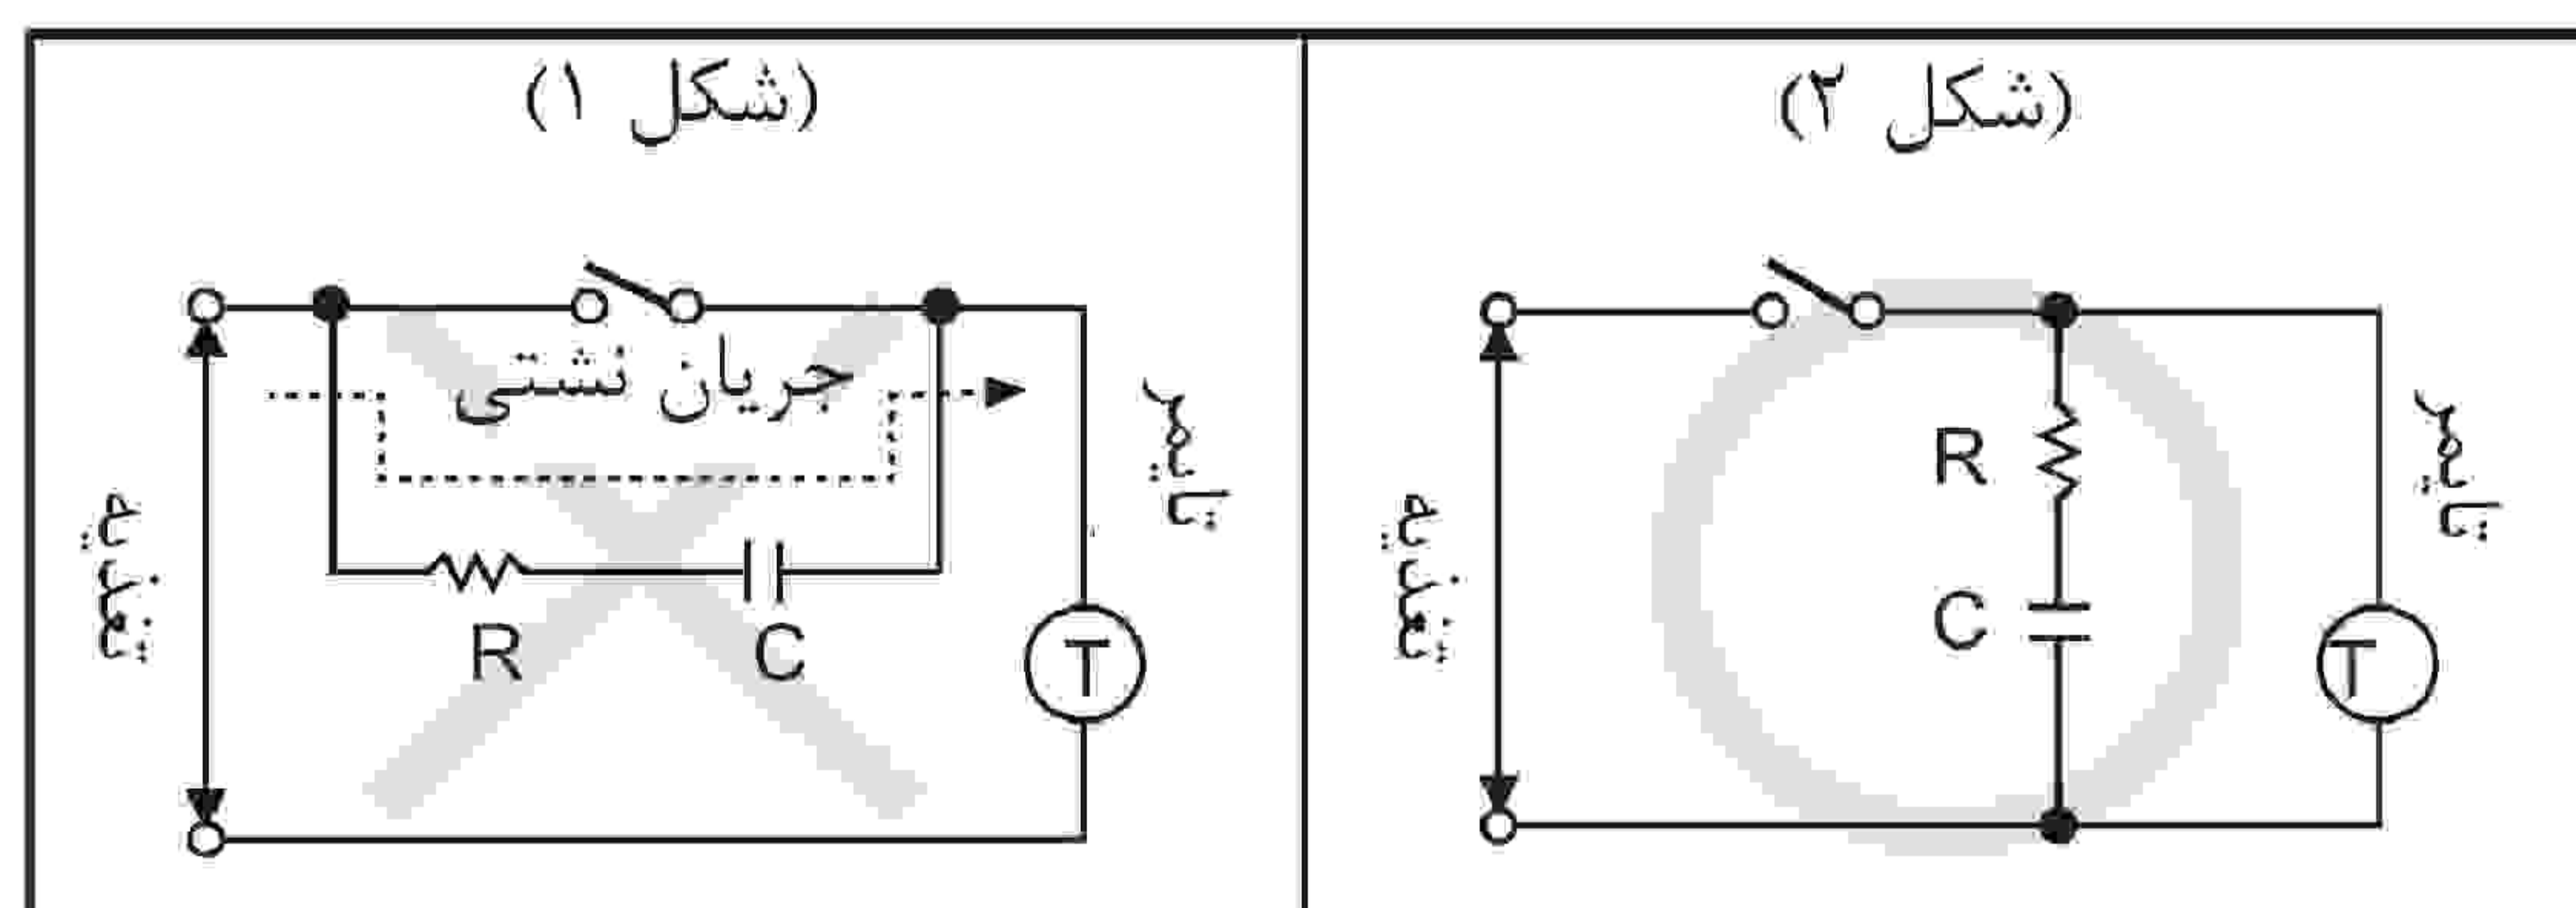 (شکل ۱)
جریان نشتی
تغذیه
تایمر
R
C
T
(شکل ۲)
تغذیه
تایمر
R
C
T